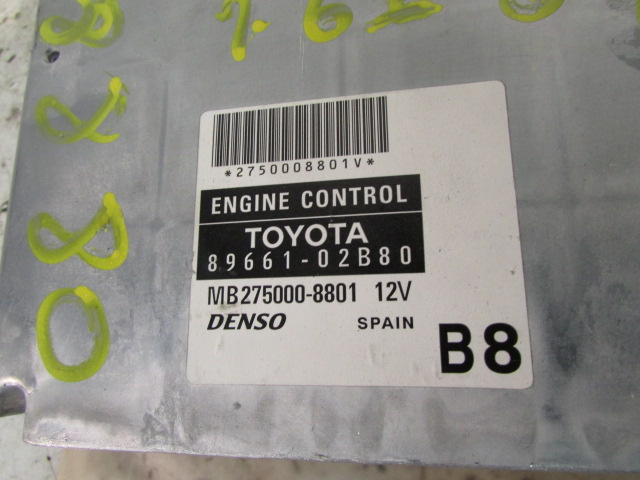 *2750008801V*
ENGINE CONTROL
TOYOTA
89661-02B80
MB275000-8801 12V
DENSO SPAIN
B8